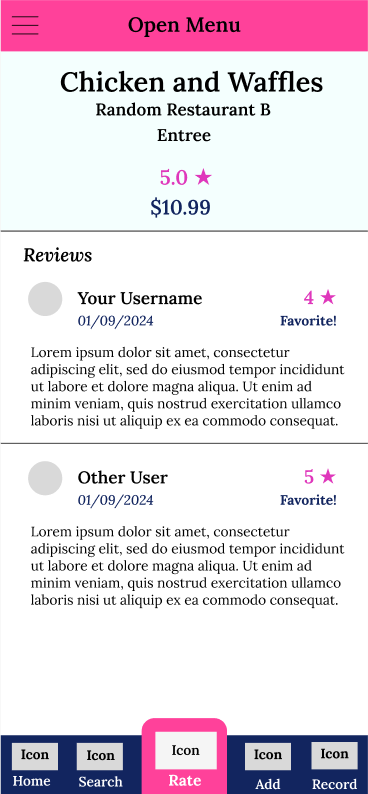 Open Menu
Chicken and Waffles
Random Restaurant B
Entree
5.0 ★
$10.99
Reviews
Your Username
4 ★
01/09/2024
Favorite!
Lorem ipsum dolor sit amet, consectetur
adipiscing elit, sed do eiusmod tempor incididunt
ut labore et dolore magna aliqua. Ut enim ad
minim veniam, quis nostrud exercitation ullamco
laboris nisi ut aliquip ex ea commodo consequat.
Other User
5 ★
01/09/2024
Favorite!
Lorem ipsum dolor sit amet, consectetur
adipiscing elit, sed do eiusmod tempor incididunt
ut labore et dolore magna aliqua. Ut enim ad
minim veniam, quis nostrud exercitation ullamco
laboris nisi ut aliquip ex ea commodo consequat.
Icon
Home
Icon
Search
Icon
Rate
Icon
Add
Icon
Record